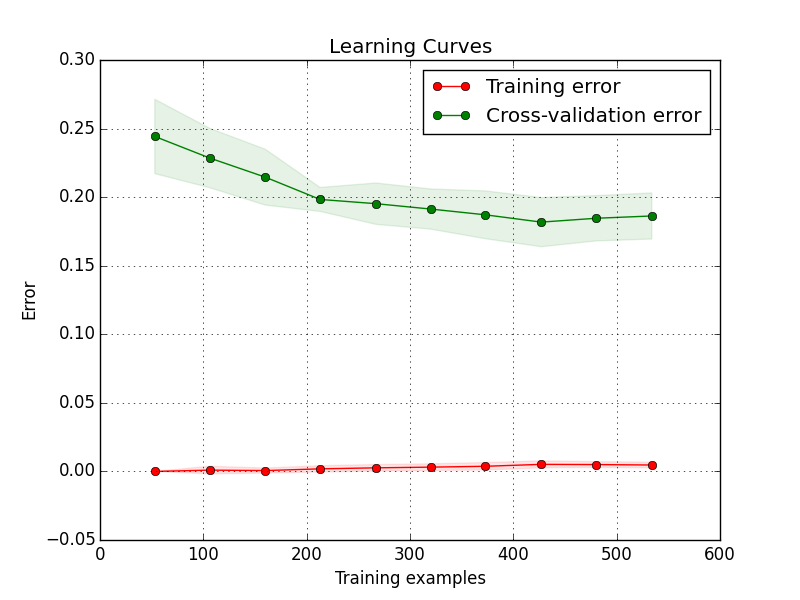 Learning Curves
Training error
Cross-validation error
0.30
0.25
0.20
0.15
0.10
0.05
0.00
−0.05
Error
0 100 200 300 400 500 600
Training examples